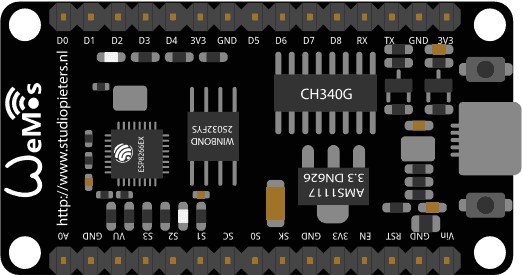 D0 D1 D2 D3 D4 3V3 GND D5 D6 D7 D8 RX TX GND 3V3
WeMos
http://www.studiopieters.nl
ESP8266EX
WINBOND
25032FYS
CH340G
AMS1117
3.3 DN626
A0 GND VU S3 S2 S1 SC S0 SK GND 3V3 EN RST GND Vin